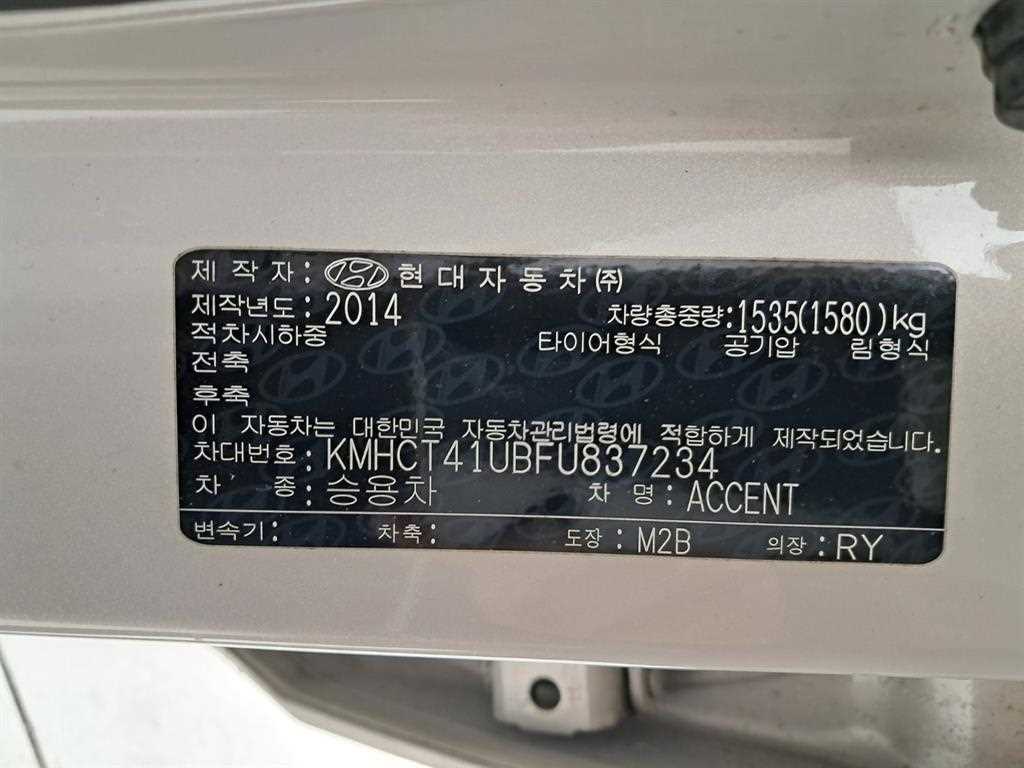 제 작 자 : 현대자동차㈜
제작년도 : 2014 차량총중량 : 1535(1580)kg
적차시하중 타이어형식 공기압 림형식
전축
후축
이 자동차는 대한민국 자동차관리법령에 적합하게 제작되었습니다.
차대번호 : KMHCT41UBFU837234
차 종 : 승용차 차 명 : ACCENT
변속기 : 차축 : 도장 : M2B 의장 : RY